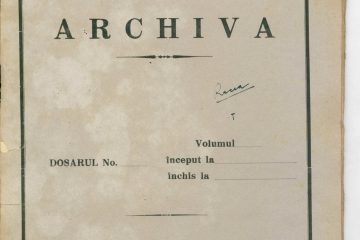 ARCHIVA
Volumul
DOSARUL No. început la
închis la